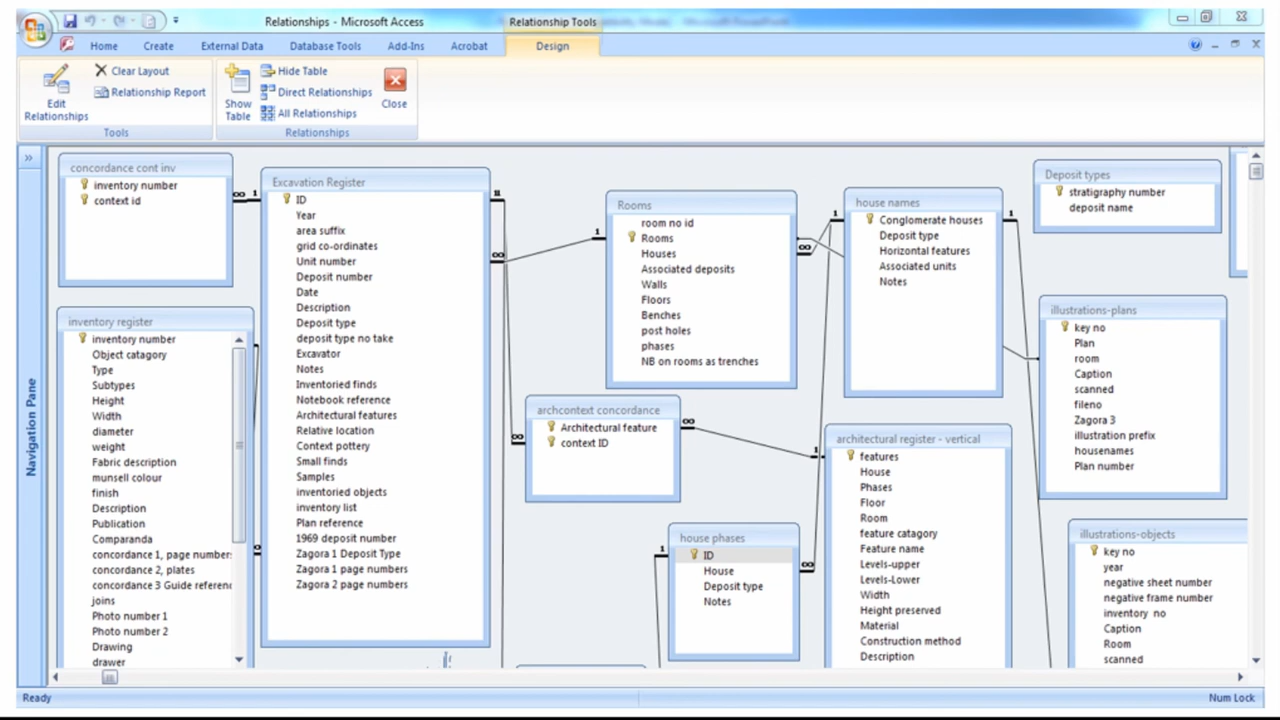 Relationships - Microsoft Access
Relationship Tools
Home
Create
External Data
Database Tools
Add-Ins
Acrobat
Design
Edit
Relationships
Clear Layout
Relationship Report
Tools
Show
Table
Hide Table
Direct Relationships
All Relationships
Close
Relationships
»
Navigation Pane
concordance cont inv
inventory number
context id
∞ 1
inventory register
inventory number
Object catagory
Type
Subtypes
Height
Width
diameter
weight
Fabric description
munsell colour
finish
Description
Publication
Comparanda
concordance 1, page numbers
concordance 2, plates
concordance 3 Guide referenc
joins
Photo number 1
Photo number 2
Drawing
drawer
∞
Excavation Register
ID
Year
area suffix
grid co-ordinates
Unit number
Deposit number
Date
Description
Deposit type
deposit type no take
Excavator
Notes
Inventoried finds
Notebook reference
Architectural features
Relative location
Context pottery
Small finds
Samples
inventoried objects
inventory list
Plan reference
1969 deposit number
Zagora 1 Deposit Type
Zagora 1 page numbers
Zagora 2 page numbers
∞
1
Rooms
room no id
Rooms
Houses
Associated deposits
Walls
Floors
Benches
post holes
phases
NB on rooms as trenches
∞
1
house names
Conglomerate houses
Deposit type
Horizontal features
Associated units
Notes
1
Deposit types
stratigraphy number
deposit name
illustrations-plans
key no
Plan
room
Caption
scanned
fileno
Zagora 3
illustration prefix
housenames
Plan number
∞
archcontext concordance
Architectural feature
context ID
∞
1
architectural register - vertical
features
House
Phases
Floor
Room
feature catagory
Feature name
Levels-upper
Levels-Lower
Width
Height preserved
Material
Construction method
Description
1
house phases
ID
House
Deposit type
Notes
∞
illustrations-objects
key no
year
negative sheet number
negative frame number
inventory no
Caption
Room
scanned
Ready
Num Lock